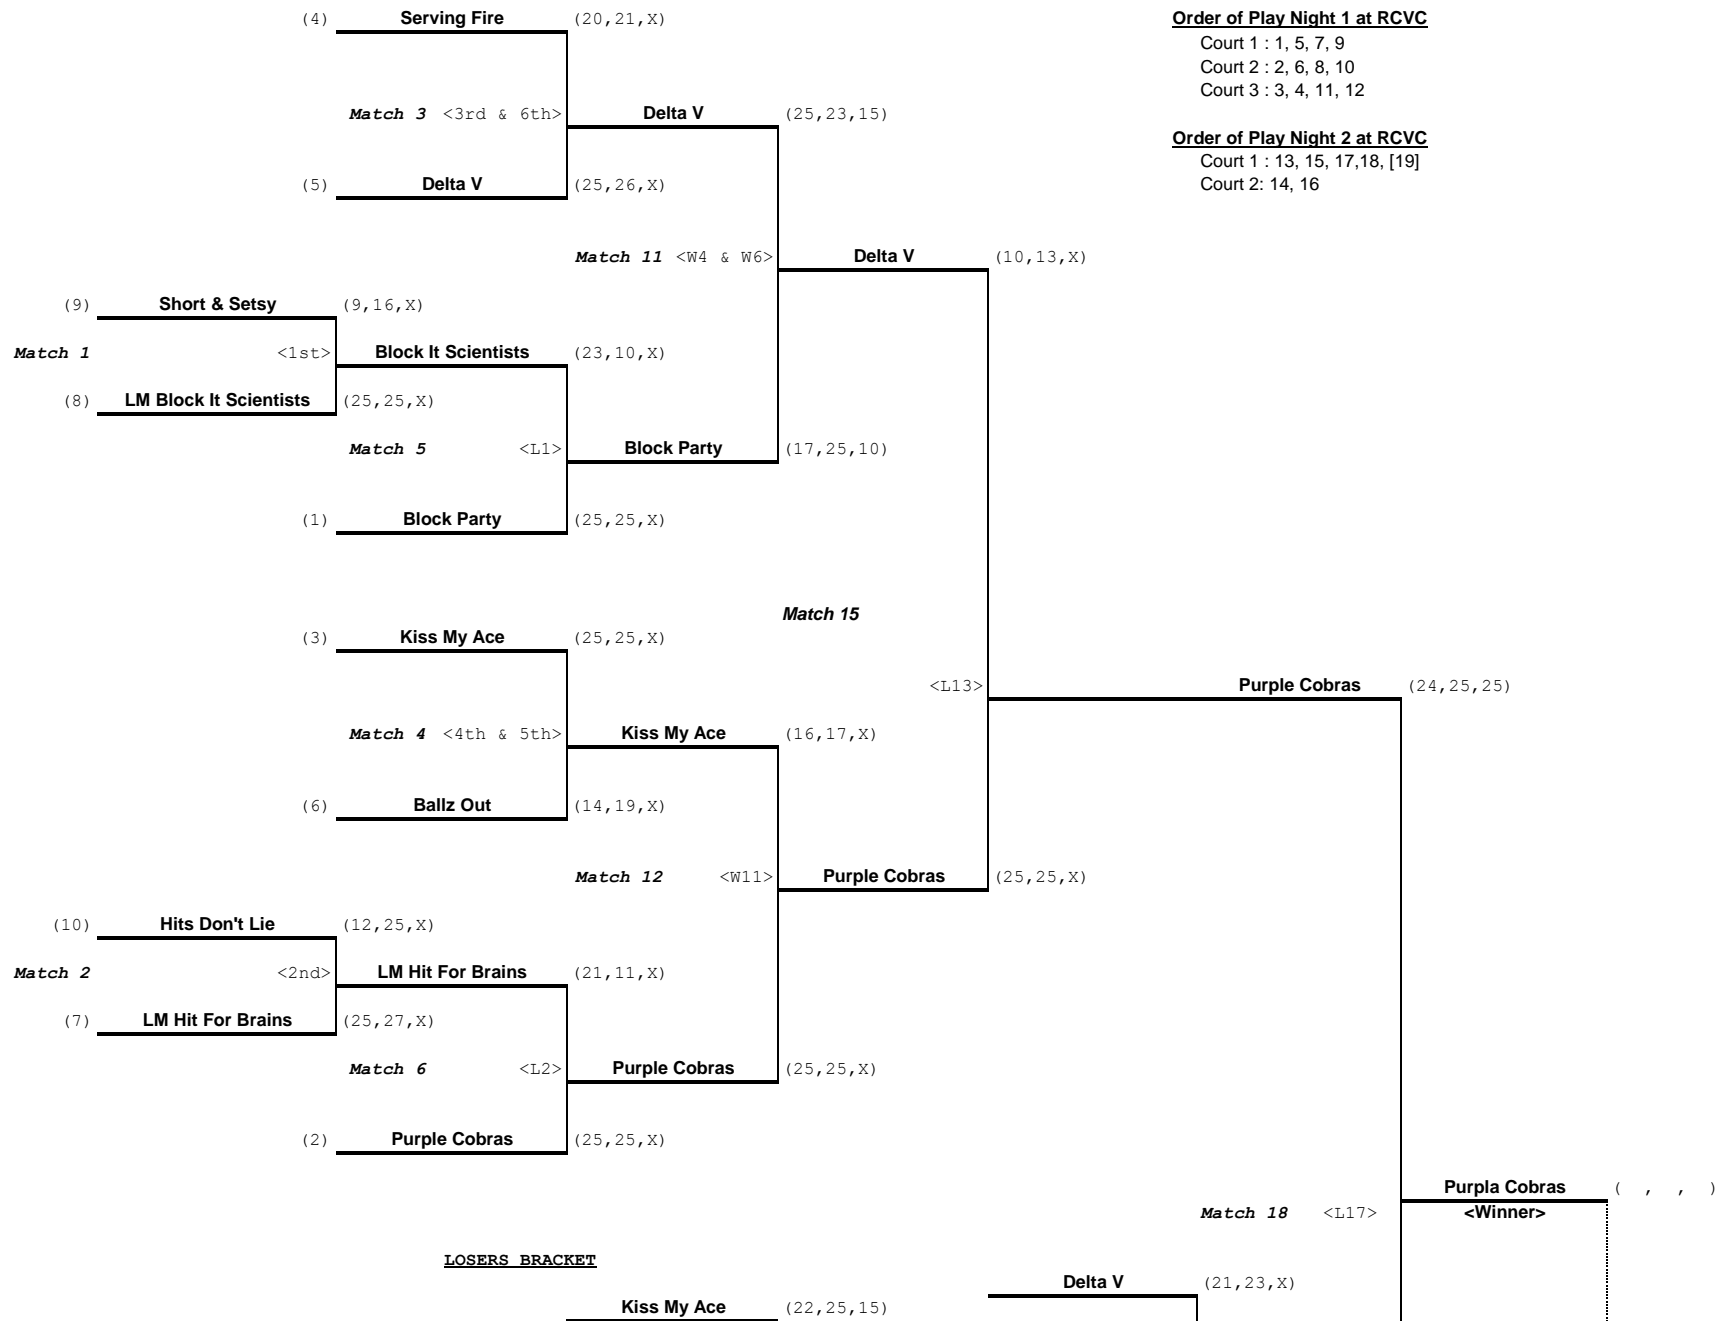 (4) Serving Fire (20,21,X)
Order of Play Night 1 at RCVC
Court 1 : 1, 5, 7, 9
Court 2 : 2, 6, 8, 10
Court 3 : 3, 4, 11, 12
Match 3 <3rd & 6th> Delta V (25,23,15)
Order of Play Night 2 at RCVC
Court 1 : 13, 15, 17,18, [19]
(5) Delta V (25,26,X)
Court 2: 14, 16
Match 11 <W4 & W6> Delta V (10,13,X)
(9) Short & Setsy (9,16,X)
Match 1 <1st> Block It Scientists (23,10,X)
(8) LM Block It Scientists (25,25,X)
Match 5 <L1> Block Party (17,25,10)
(1) Block Party (25,25,X)
Match 15
(3) Kiss My Ace (25,25,X)
<L13> Purple Cobras (24,25,25)
Match 4 <4th & 5th> Kiss My Ace (16,17,X)
(6) Ballz Out (14,19,X)
Match 12 <W11> Purple Cobras (25,25,X)
(10) Hits Don't Lie (12,25,X)
Match 2 <2nd> LM Hit For Brains (21,11,X)
(7) LM Hit For Brains (25,27,X)
Match 6 <L2> Purple Cobras (25,25,X)
(2) Purple Cobras (25,25,X)
Purpla Cobras ( , , )
Match 18 <L17> <Winner>
LOSERS BRACKET
Delta V (21,23,X)
Kiss My Ace (22,25,15)